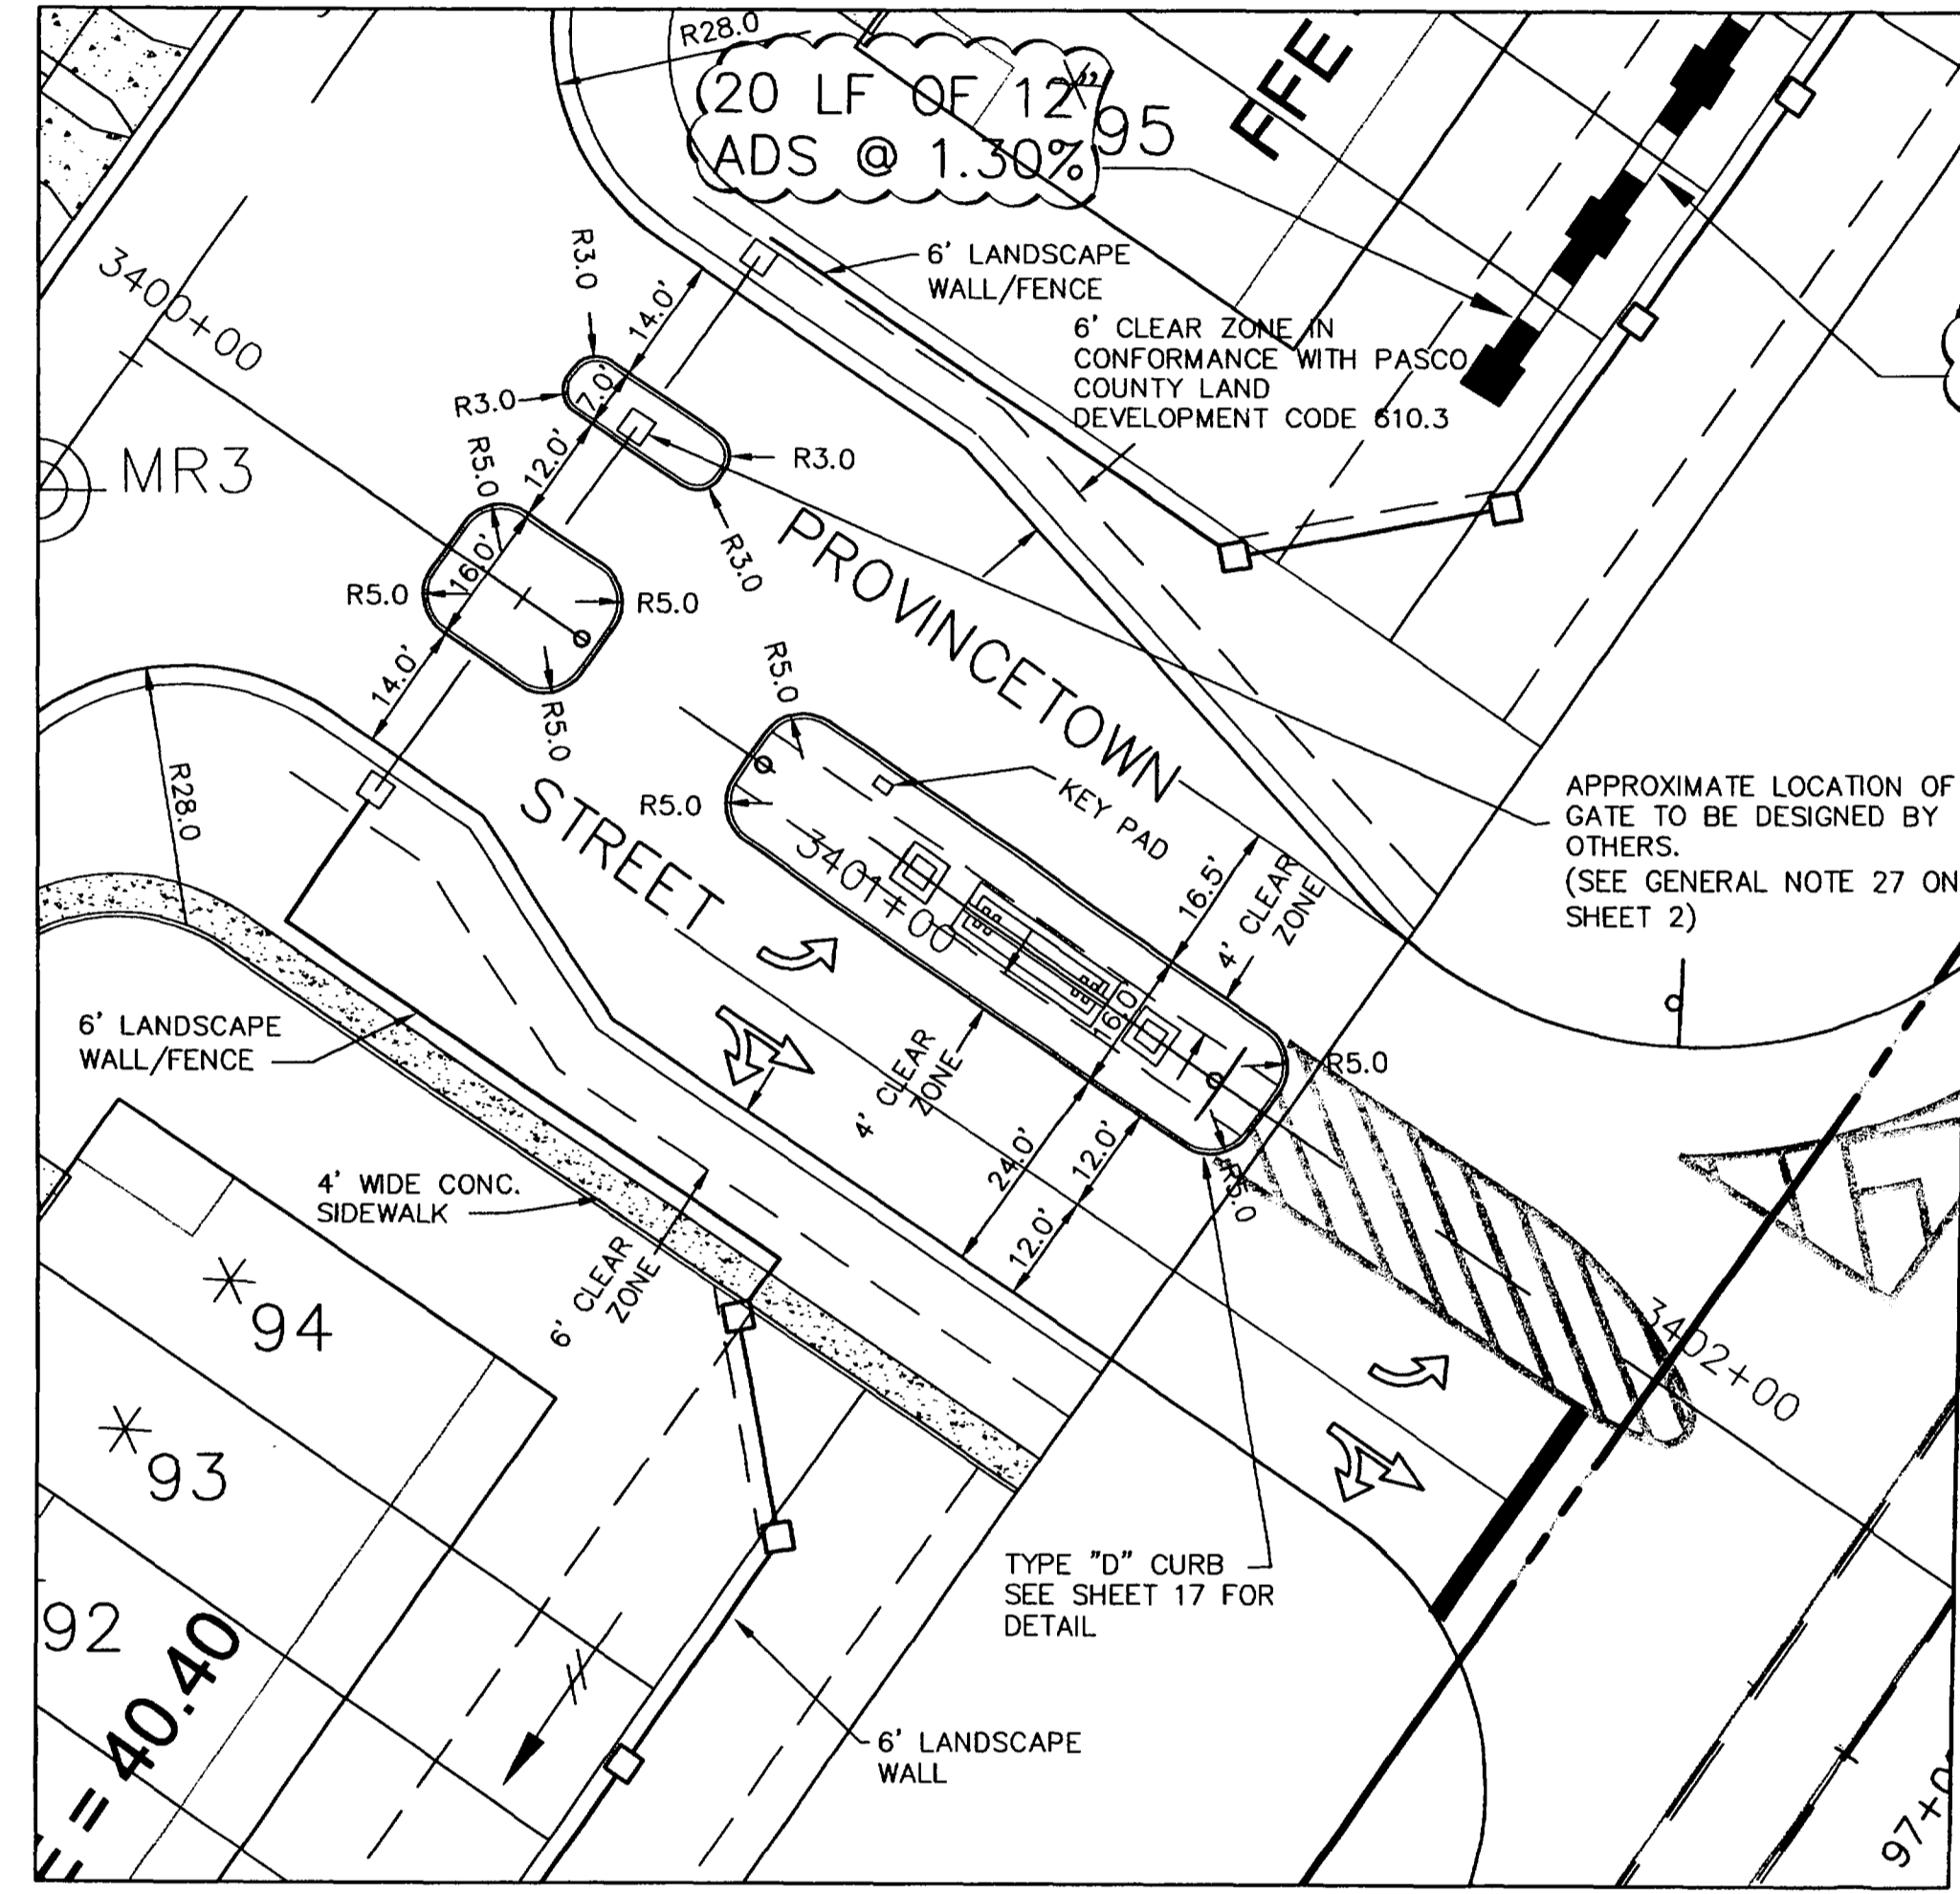 R28.0
20 LF OF 12"
ADS @ 1.30%
*95
FFE
6' LANDSCAPE
WALL/FENCE
6' CLEAR ZONE IN
CONFORMANCE WITH PASCO
COUNTY LAND
DEVELOPMENT CODE 610.3
3400+00
MR3
R3.0
14.0'
R3.0
7.0'
R3.0
R3.0
12.0'
R5.0
16.0'
R5.0
R5.0
R5.0
14.0'
R28.0
PROVINCETOWN
STREET
R5.0
R5.0
KEY PAD
3401+00
16.5'
4' CLEAR
ZONE
APPROXIMATE LOCATION OF
GATE TO BE DESIGNED BY
OTHERS.
(SEE GENERAL NOTE 27 ON
SHEET 2)
16.0'
4' CLEAR
ZONE
R5.0
R5.0
24.0'
12.0'
12.0'
6' LANDSCAPE
WALL/FENCE
4' WIDE CONC.
SIDEWALK
6' CLEAR
ZONE
*94
*93
92
= 40.40
3402+00
TYPE "D" CURB
SEE SHEET 17 FOR
DETAIL
6' LANDSCAPE
WALL